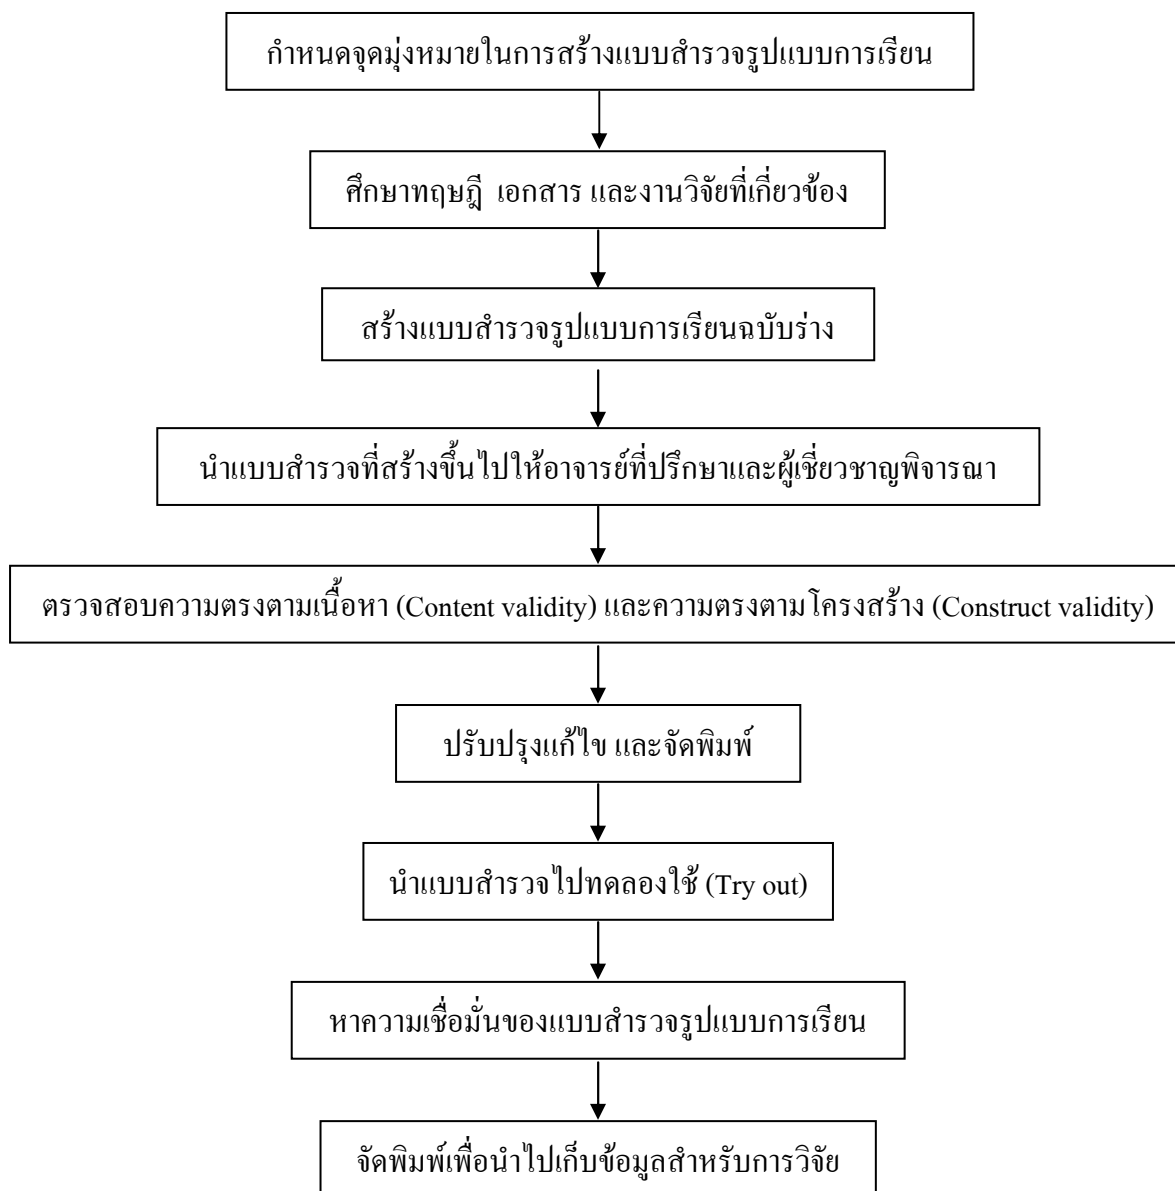 กำหนดจุดมุ่งหมายในการสร้างแบบสำรวจรูปแบบการเรียน
ศึกษาทฤษฎี เอกสาร และงานวิจัยที่เกี่ยวข้อง
สร้างแบบสำรวจรูปแบบการเรียนฉบับร่าง
นำแบบสำรวจที่สร้างขึ้นไปให้อาจารย์ที่ปรึกษาและผู้เชี่ยวชาญพิจารณา
ตรวจสอบความตรงตามเนื้อหา (Content validity) และความตรงตามโครงสร้าง (Construct validity)
ปรับปรุงแก้ไข และจัดพิมพ์
นำแบบสำรวจไปทดลองใช้ (Try out)
หาความเชื่อมั่นของแบบสำรวจรูปแบบการเรียน
จัดพิมพ์เพื่อนำไปเก็บข้อมูลสำหรับการวิจัย